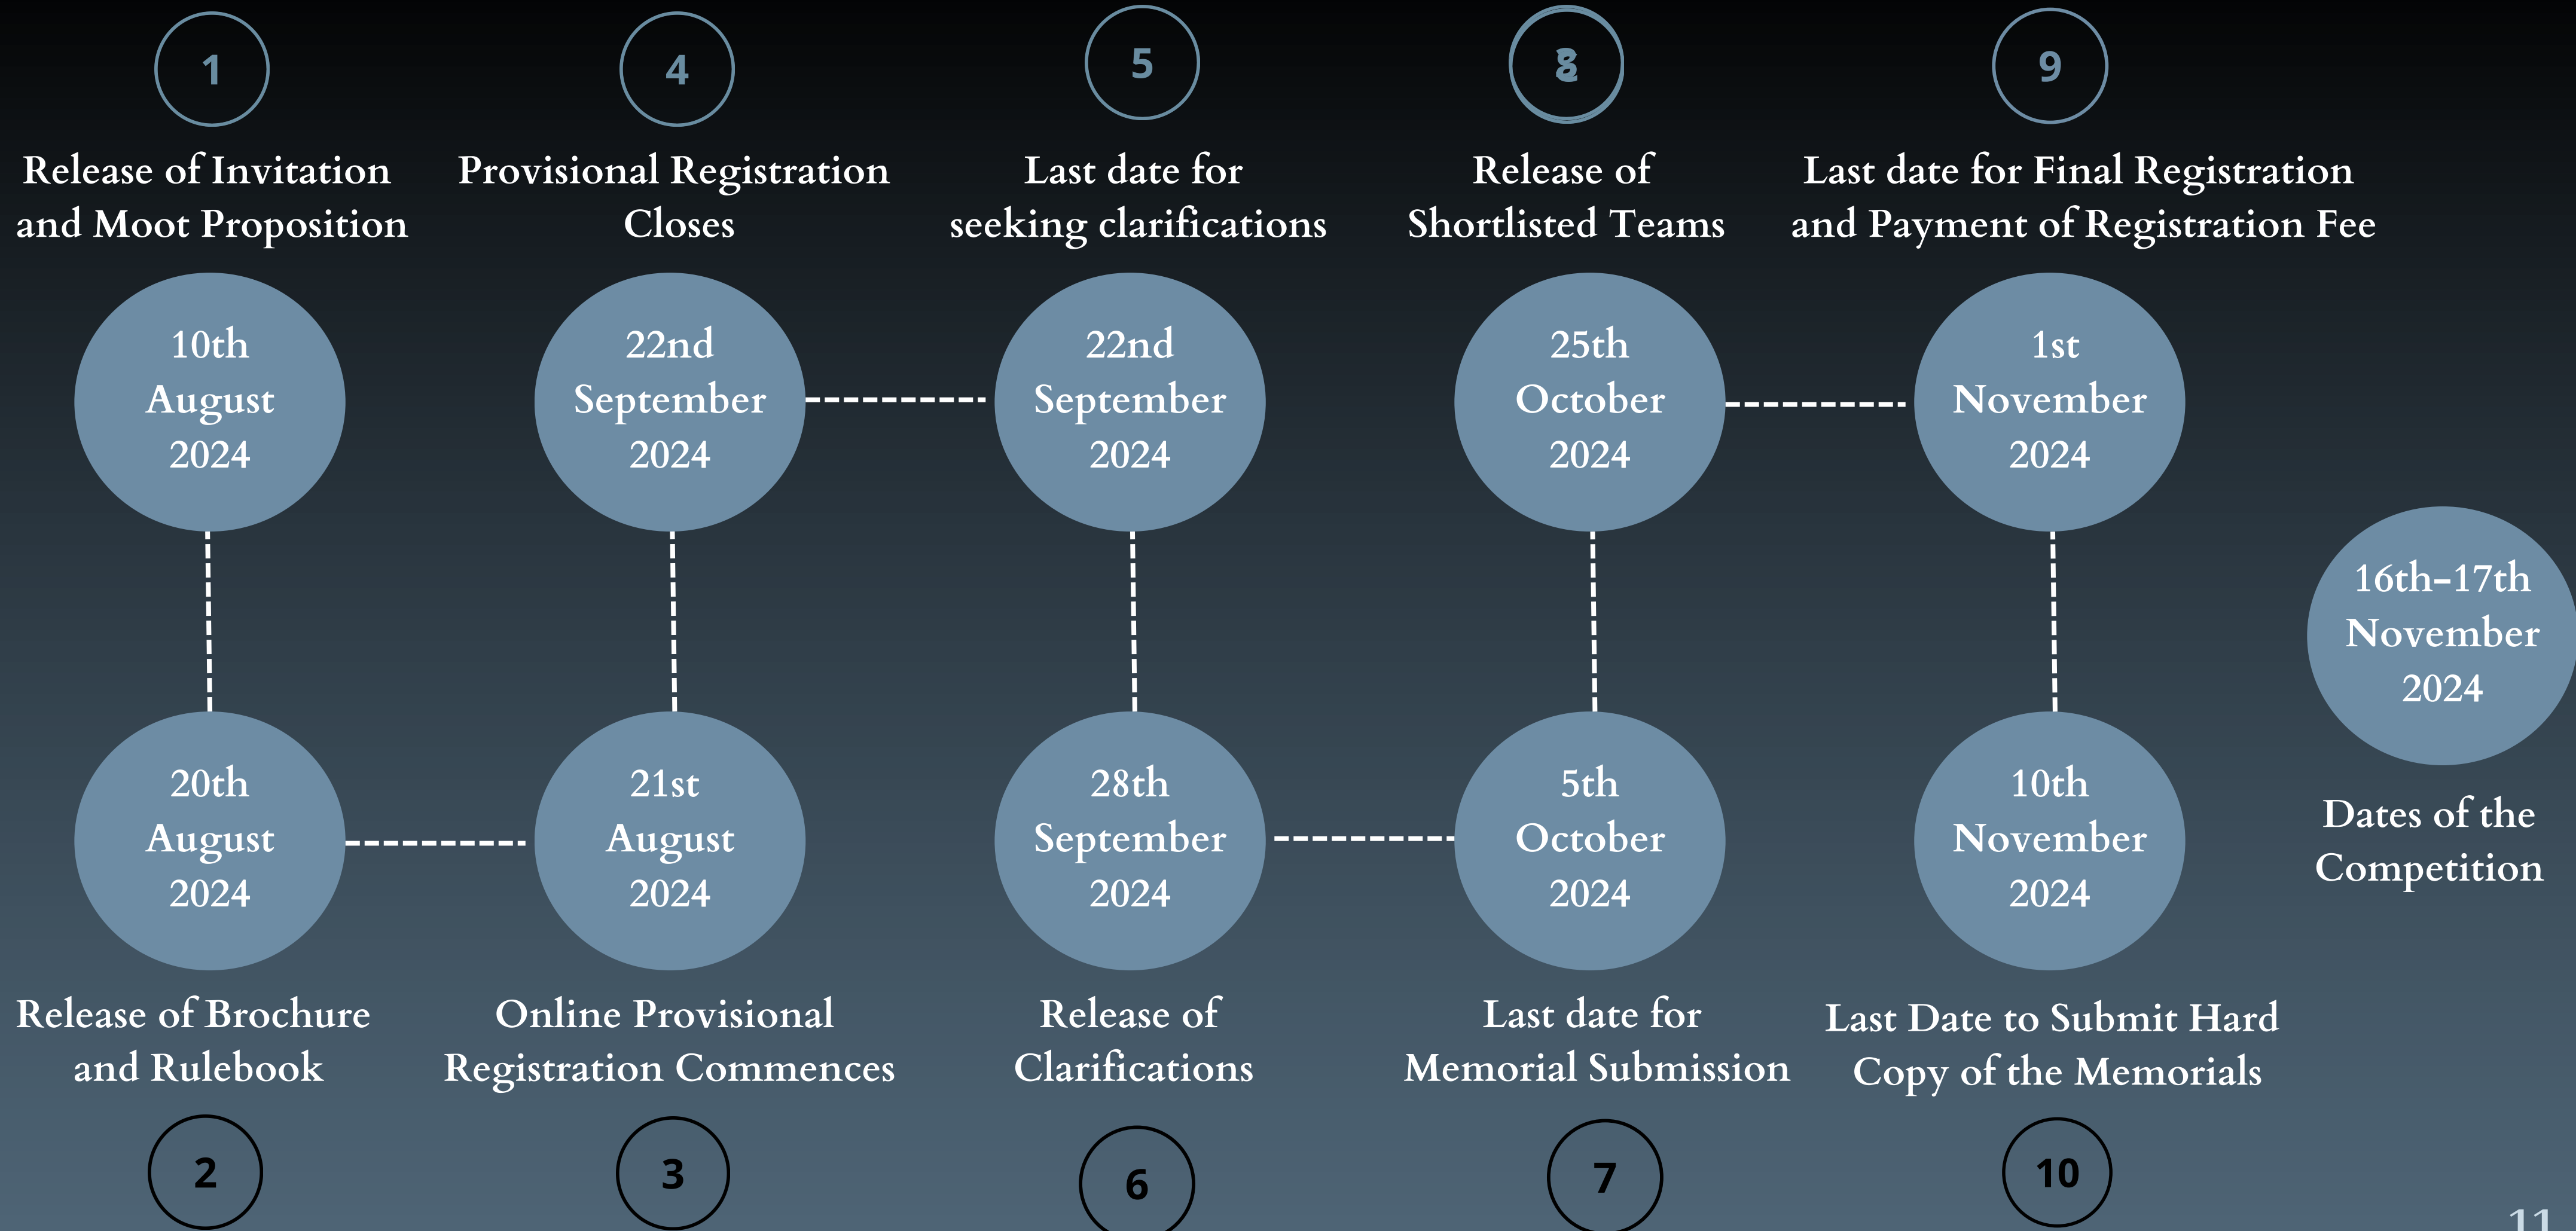 1
4
5
8
9
Release of Invitation
and Moot Proposition
Provisional Registration
Closes
Last date for
seeking clarifications
Release of
Shortlisted Teams
Last date for Final Registration
and Payment of Registration Fee
10th
August
2024
22nd
September
2024
22nd
September
2024
25th
October
2024
1st
November
2024
16th-17th
November
2024
Dates of the
Competition
20th
August
2024
21st
August
2024
28th
September
2024
5th
October
2024
10th
November
2024
Release of Brochure
and Rulebook
Online Provisional
Registration Commences
Release of
Clarifications
Last date for
Memorial Submission
Last Date to Submit Hard
Copy of the Memorials
2
3
6
7
10
11